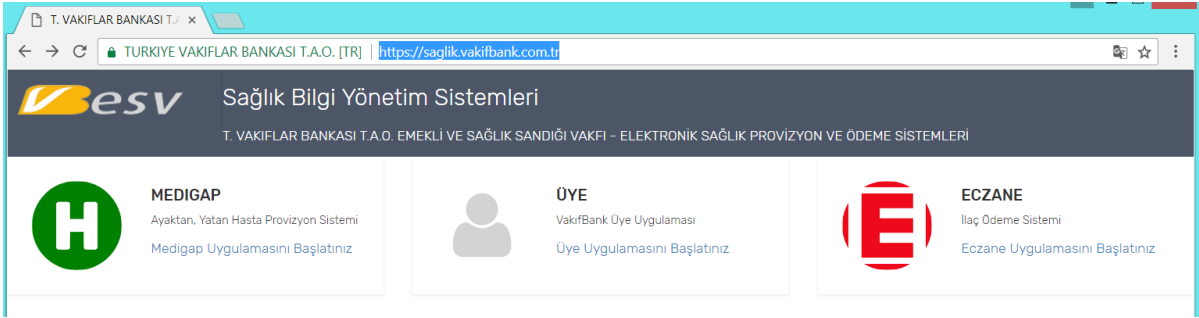 T. VAKIFLAR BANKASI T.A
TURKIYE VAKIFLAR BANKASI T.A.O. [TR] | https://saglik.vakifbank.com.tr
VBesv
Sağlık Bilgi Yönetim Sistemleri
T. VAKIFLAR BANKASI T.A.O. EMEKLİ VE SAĞLIK SANDIĞI VAKFI - ELEKTRONİK SAĞLIK PROVİZYON VE ÖDEME SİSTEMLERİ
H
MEDIGAP
Ayaktan, Yatan Hasta Provizyon Sistemi
Medigap Uygulamasını Başlatınız
ÜYE
VakıfBank Üye Uygulaması
Üye Uygulamasını Başlatınız
E
ECZANE
İlaç Ödeme Sistemi
Eczane Uygulamasını Başlatınız